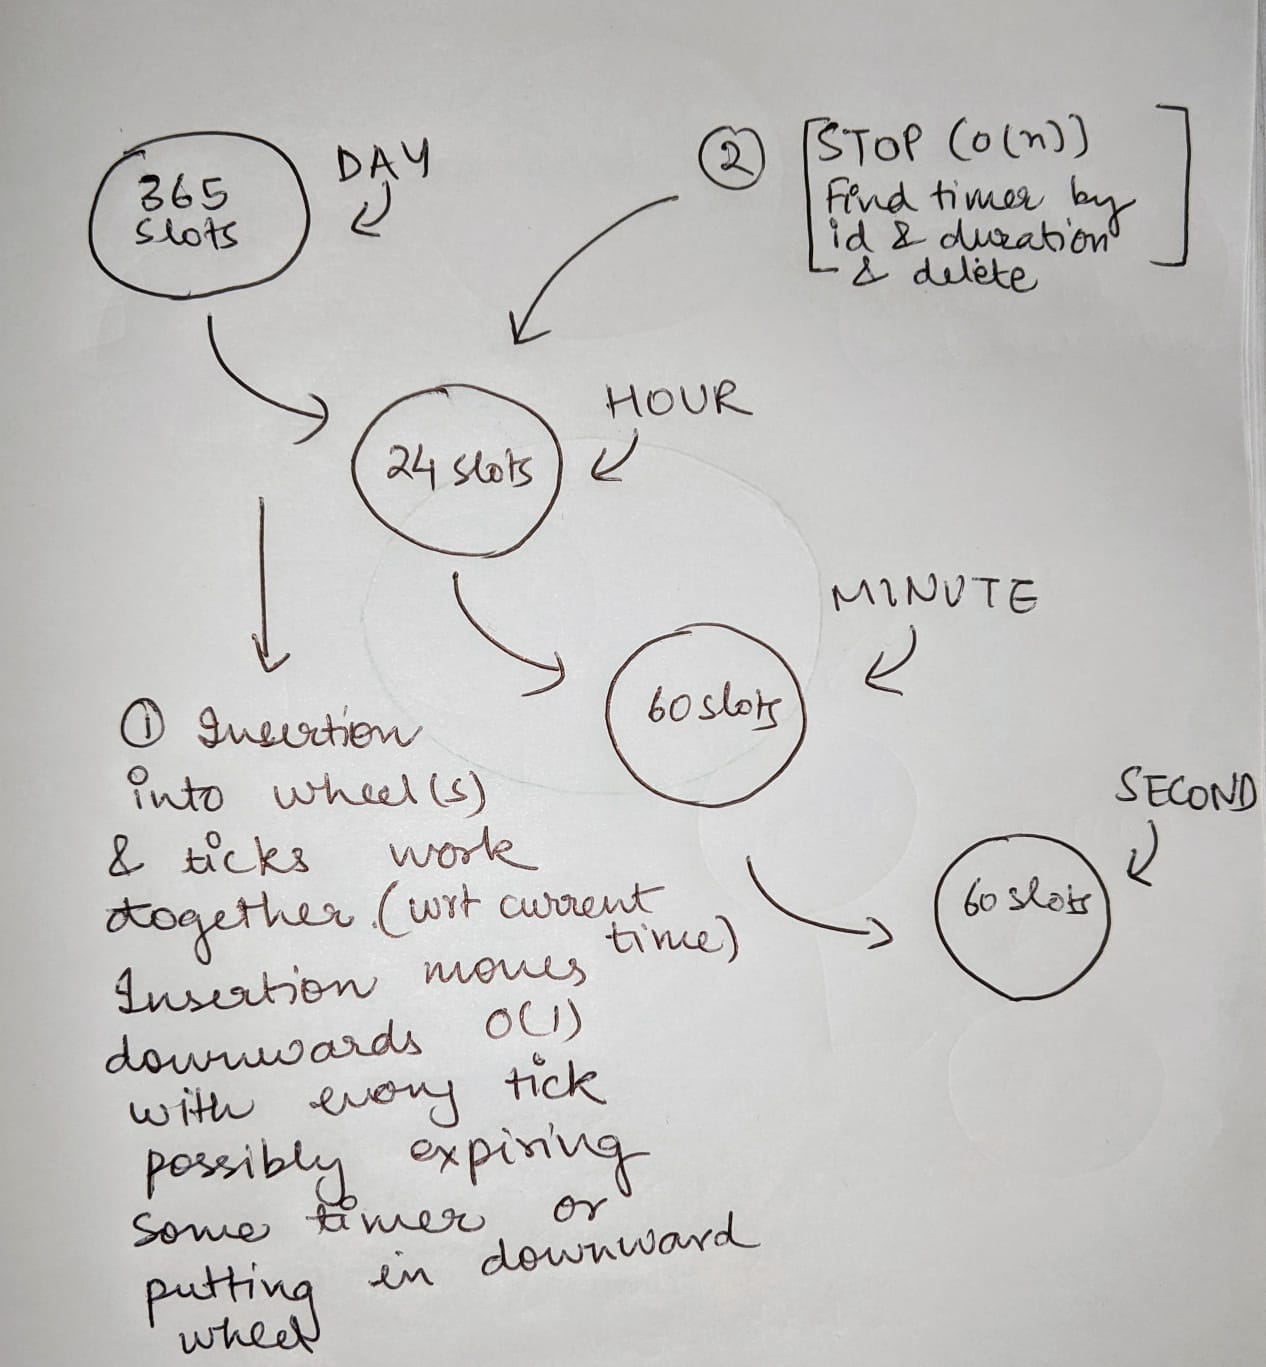 365
slots
DAY
② [STOP (O(n))
Find timer by
id & duration
& delete]
HOUR
24 slots
MINUTE
60 slots
SECOND
60 slots
① Insertion
into wheel(s)
& ticks work
together. (wrt current
time)
Insertion moves
downwards O(1)
with every tick
possibly expiring
some timer or
putting in downward
wheel